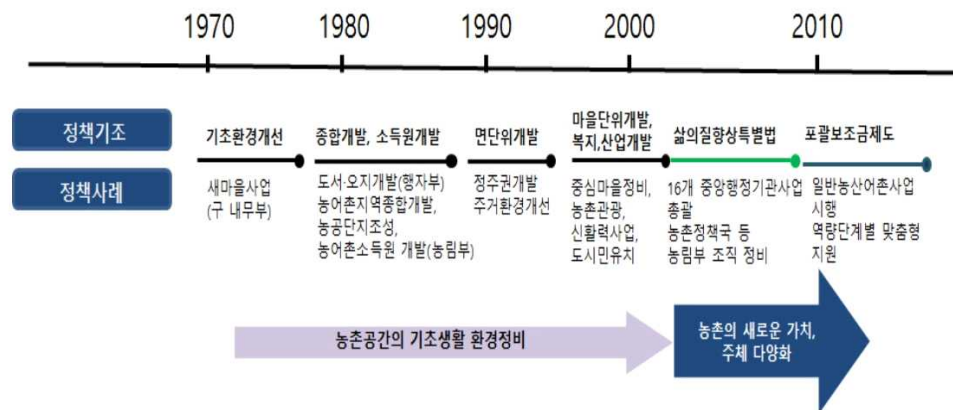 1970 1980 1990 2000 2010
정책기조
정책사례
기초환경개선
새마을사업
(구 내무부)
종합개발, 소득원개발
도서·오지개발(행자부)
농어촌지역종합개발,
농공단지조성,
농어촌소득원 개발(농림부)
면단위개발
정주권개발
주거환경개선
마을단위개발,
복지,산업개발
중심마을정비,
농촌관광,
신활력사업,
도시민유치
삶의질향상특별법
16개 중앙행정기관사업
총괄
농촌정책국 등
농림부 조직 정비
포괄보조금제도
일반농산어촌사업
시행
역량단계별 맞춤형
지원
농촌공간의 기초생활 환경정비
농촌의 새로운 가치,
주체 다양화